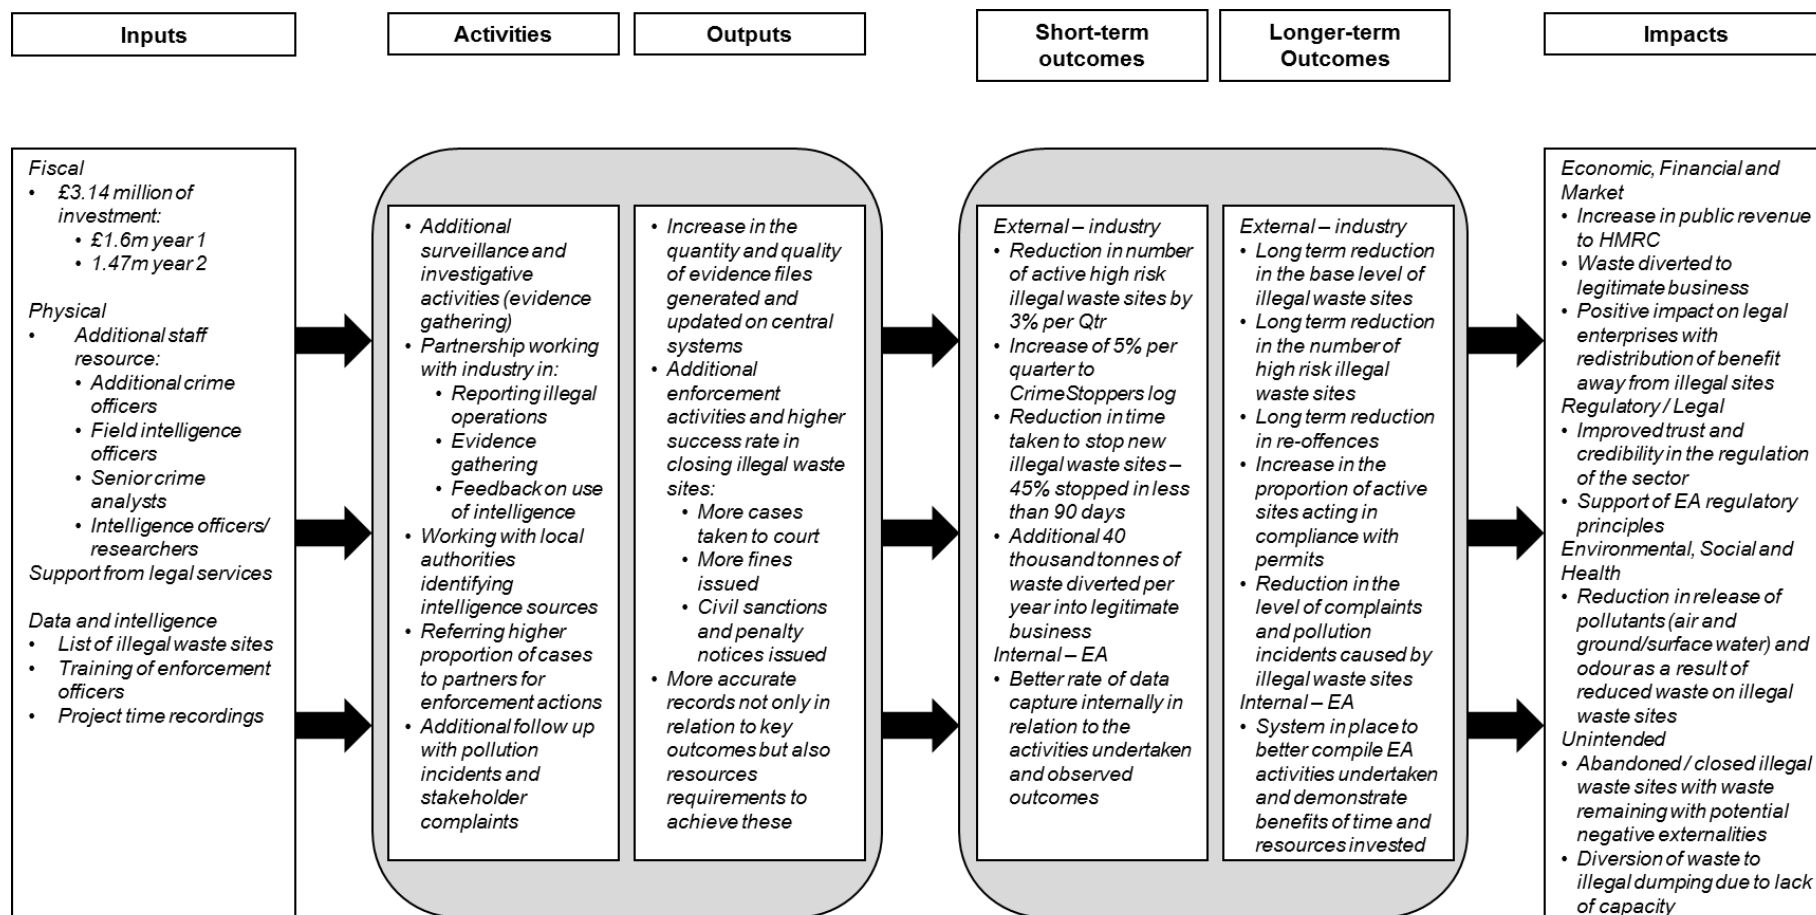 Inputs
Activities
Outputs
Short-term
outcomes
Longer-term
Outcomes
Impacts
Fiscal
• £3.14 million of
investment:
• £1.6m year 1
• 1.47m year 2
Physical
• Additional staff
resource:
• Additional crime
officers
• Field intelligence
officers
• Senior crime
analysts
• Intelligence officers/
researchers
Support from legal services
Data and intelligence
• List of illegal waste sites
• Training of enforcement
officers
• Project time recordings
• Additional
surveillance and
investigative
activities (evidence
gathering)
• Partnership working
with industry in:
• Reporting illegal
operations
• Evidence
gathering
• Feedback on use
of intelligence
• Working with local
authorities
identifying
intelligence sources
• Referring higher
proportion of cases
to partners for
enforcement actions
• Additional follow up
with pollution
incidents and
stakeholder
complaints
• Increase in the
quantity and quality
of evidence files
generated and
updated on central
systems
• Additional
enforcement
activities and higher
success rate in
closing illegal waste
sites:
• More cases
taken to court
• More fines
issued
• Civil sanctions
and penalty
notices issued
• More accurate
records not only in
relation to key
outcomes but also
resources
requirements to
achieve these
External – industry
• Reduction in number
of active high risk
illegal waste sites by
3% per Qtr
• Increase of 5% per
quarter to
CrimeStoppers log
• Reduction in time
taken to stop new
illegal waste sites –
45% stopped in less
than 90 days
• Additional 40
thousand tonnes of
waste diverted per
year into legitimate
business
Internal – EA
• Better rate of data
capture internally in
relation to the
activities undertaken
and observed
outcomes
External – industry
• Long term reduction
in the base level of
illegal waste sites
• Long term reduction
in the number of
high risk illegal
waste sites
• Long term reduction
in re-offences
• Increase in the
proportion of active
sites acting in
compliance with
permits
• Reduction in the
level of complaints
and pollution
incidents caused by
illegal waste sites
Internal – EA
• System in place to
better compile EA
activities undertaken
and demonstrate
benefits of time and
resources invested
Economic, Financial and
Market
• Increase in public revenue
to HMRC
• Waste diverted to
legitimate business
• Positive impact on legal
enterprises with
redistribution of benefit
away from illegal sites
Regulatory / Legal
• Improved trust and
credibility in the regulation
of the sector
• Support of EA regulatory
principles
Environmental, Social and
Health
• Reduction in release of
pollutants (air and
ground/surface water) and
odour as a result of
reduced waste on illegal
waste sites
Unintended
• Abandoned / closed illegal
waste sites with waste
remaining with potential
negative externalities
• Diversion of waste to
illegal dumping due to lack
of capacity